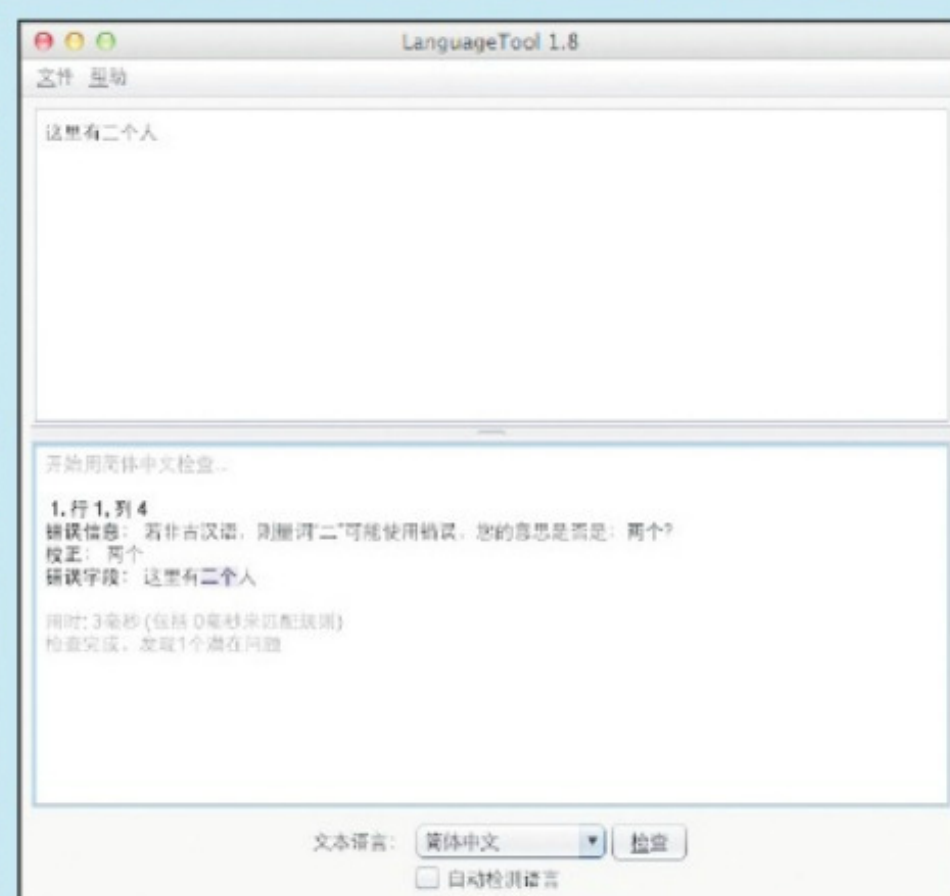 LanguageTool 1.8
文件 帮助
这里有二个人
开始用简体中文检查...
1. 行 1, 列 4
错误信息： 若非古汉语，则量词“二”可能使用错误，您的意思是否是：两个?
校正： 两个
错误字段： 这里有二个人
用时: 3毫秒 (包括 0毫秒来匹配规则)
检查完成，发现1个潜在问题
文本语言： 简体中文 检查
自动检测语言